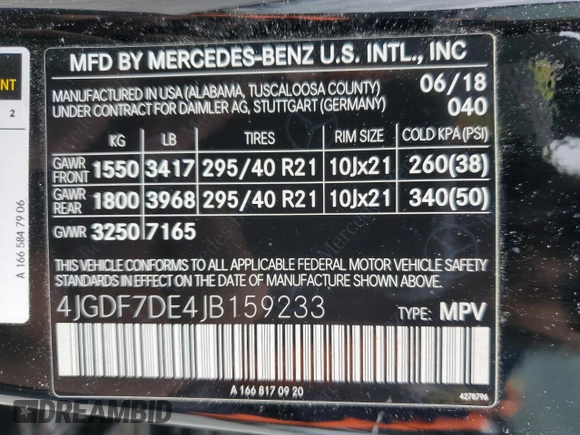 MFD BY MERCEDES-BENZ U.S. INTL., INC
MANUFACTURED IN USA (ALABAMA, TUSCALOOSA COUNTY) 06/18
UNDER CONTRACT FOR DAIMLER AG, STUTTGART (GERMANY) 040
KG LB TIRES RIM SIZE COLD KPA (PSI)
GAWR FRONT 1550 3417 295/40 R21 10Jx21 260(38)
GAWR REAR 1800 3968 295/40 R21 10Jx21 340(50)
GVWR 3250 7165
THIS VEHICLE CONFORMS TO ALL APPLICABLE FEDERAL MOTOR VEHICLE SAFETY
STANDARDS IN EFFECT ON THE DATE OF MANUFACTURE SHOWN ABOVE.
4JGDF7DE4JB159233 TYPE: MPV
A 166 817 09 20
4278796
NT
2
A 166 584 79 06
DREAMBID